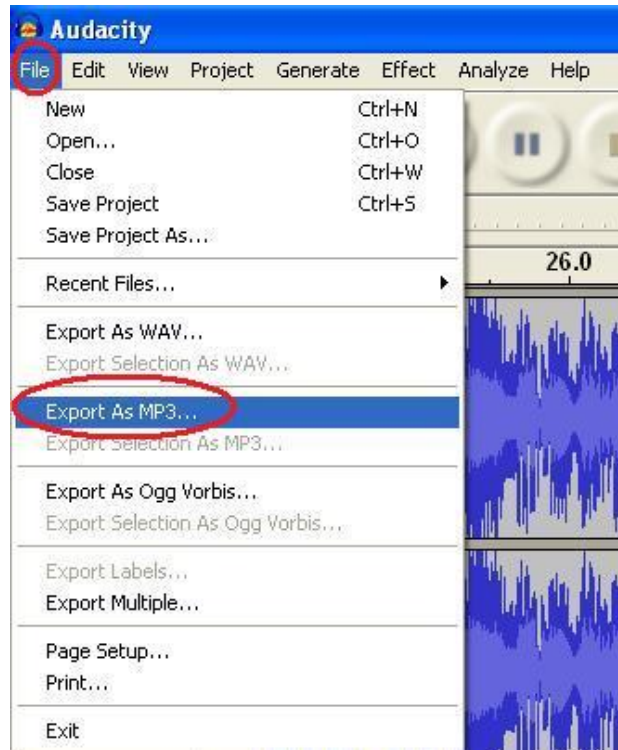 Audacity
File Edit View Project Generate Effect Analyze Help
New Ctrl+N
Open... Ctrl+O
Close Ctrl+W
Save Project Ctrl+S
Save Project As...
26.0
Recent Files...
Export As WAV...
Export Selection As WAV...
Export As MP3...
Export Selection As MP3...
Export As Ogg Vorbis...
Export Selection As Ogg Vorbis...
Export Labels...
Export Multiple...
Page Setup...
Print...
Exit